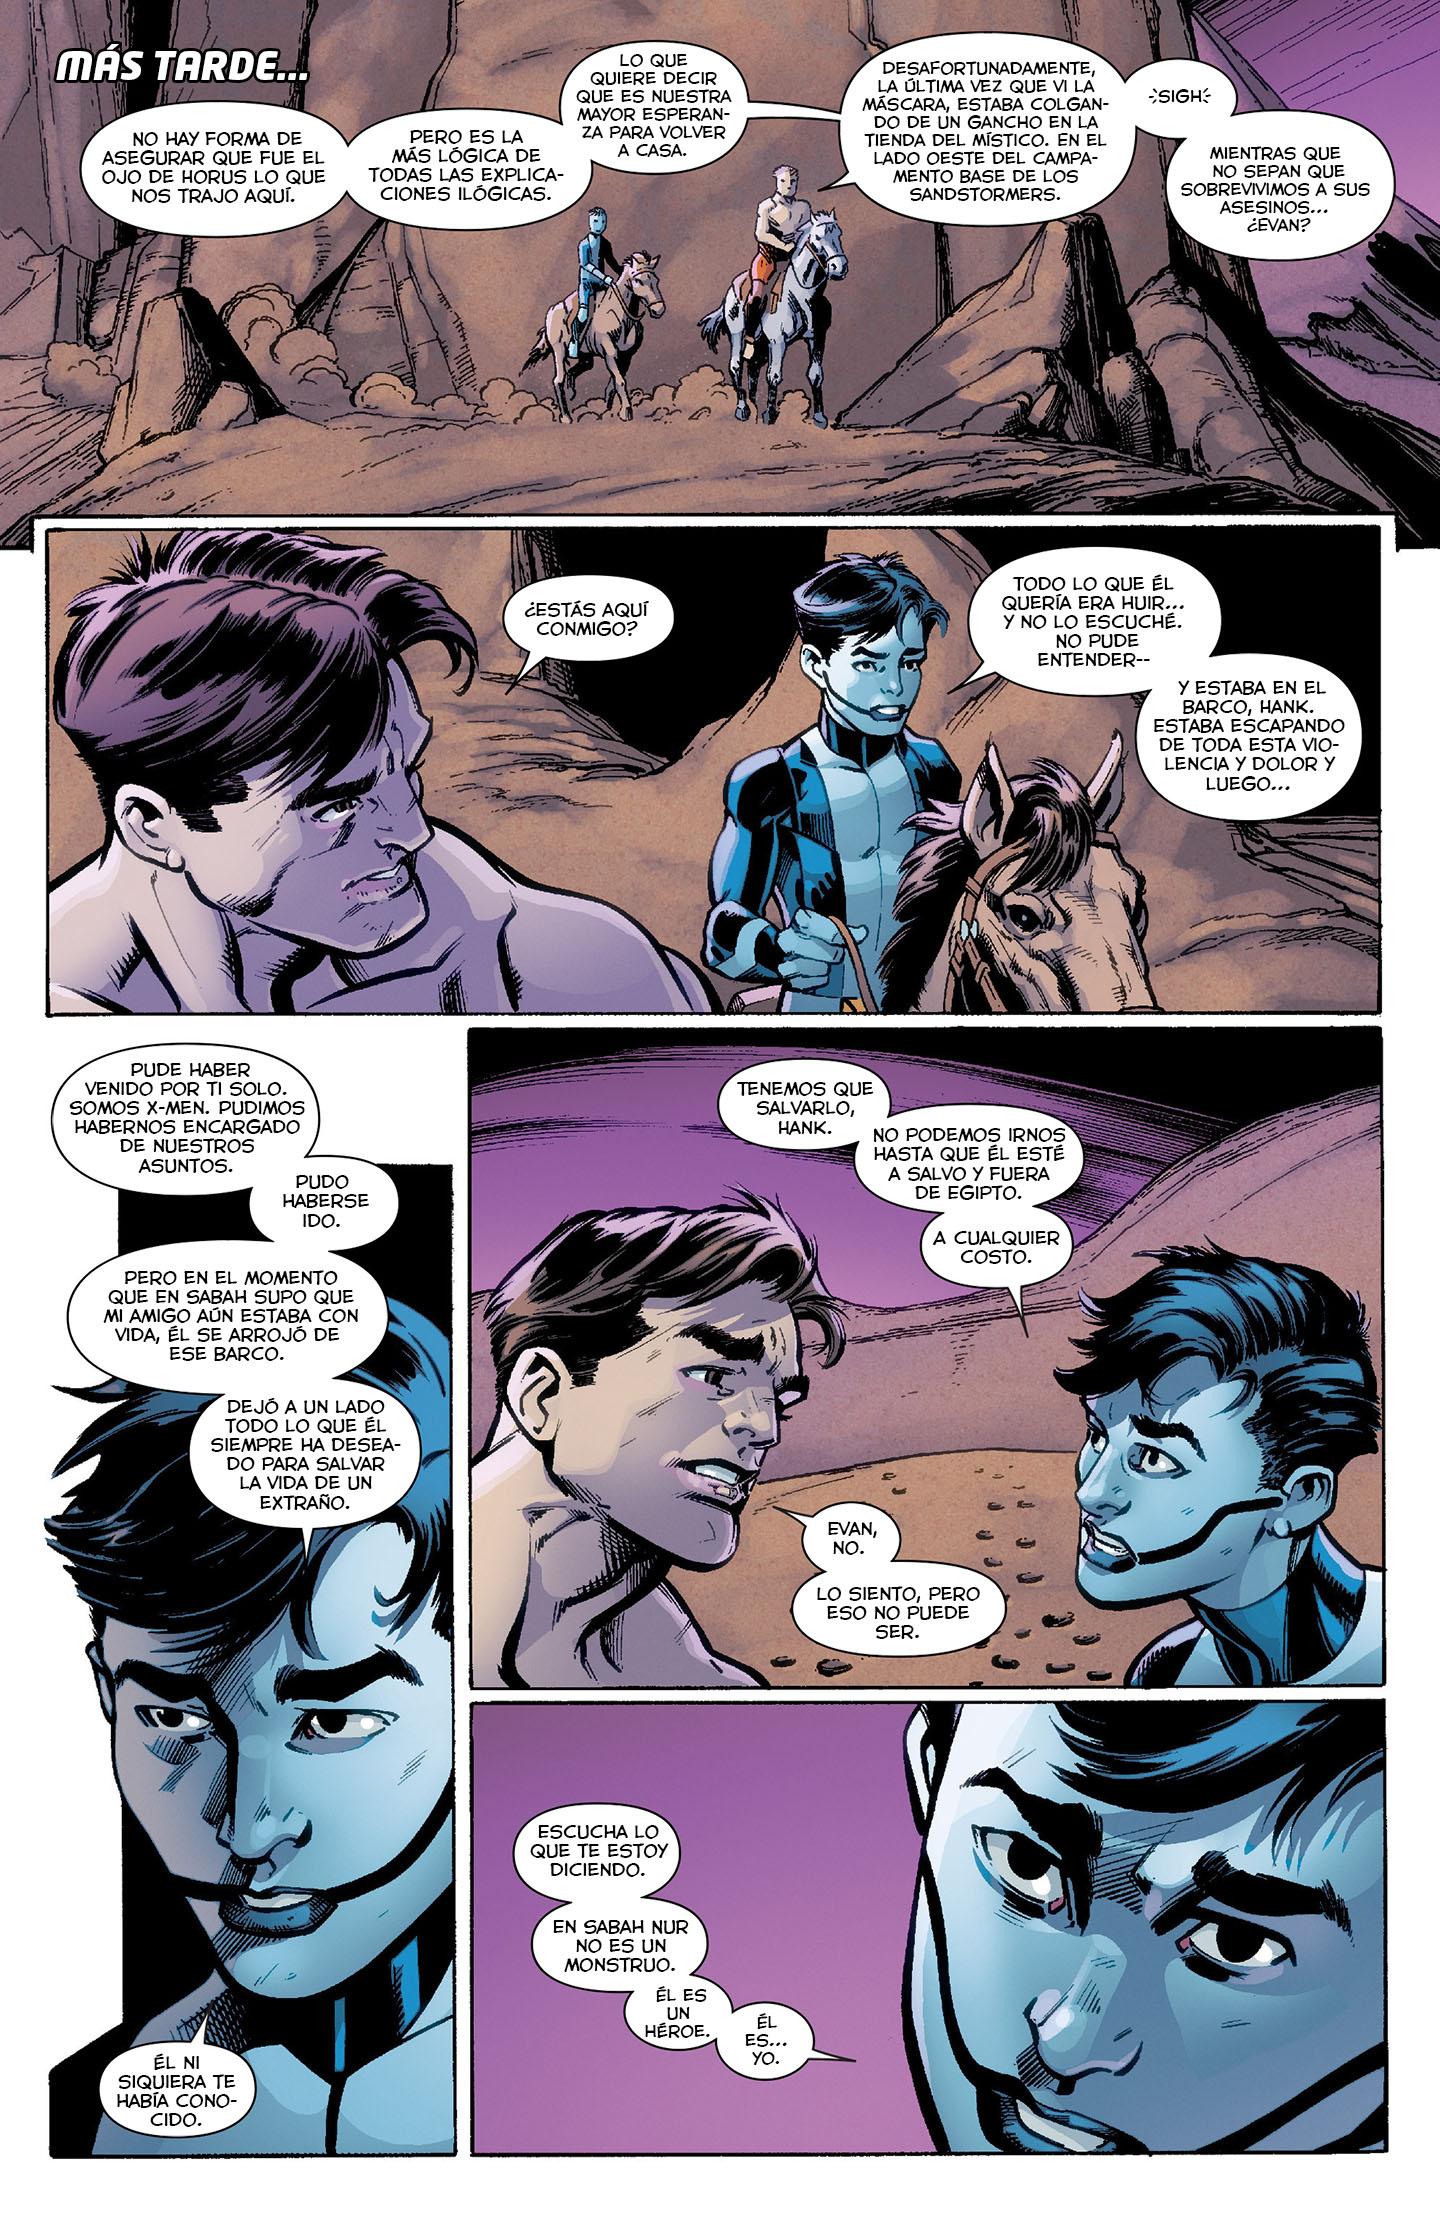 MÁS TARDE...
NO HAY FORMA DE
ASEGURAR QUE FUE EL
OJO DE HORUS LO QUE
NOS TRAJO AQUÍ.
PERO ES LA
MÁS LÓGICA DE
TODAS LAS EXPLICA-
CIONES ILÓGICAS.
LO QUE
QUIERE DECIR
QUE ES NUESTRA
MAYOR ESPERAN-
ZA PARA VOLVER
A CASA.
DESAFORTUNADAMENTE,
LA ÚLTIMA VEZ QUE VI LA
MÁSCARA, ESTABA COLGAN-
DO DE UN GANCHO EN LA
TIENDA DEL MÍSTICO. EN EL
LADO OESTE DEL CAMPA-
MENTO BASE DE LOS
SANDSTORMERS.
SIGH
MIENTRAS QUE
NO SEPAN QUE
SOBREVIVIMOS A SUS
ASESINOS...
¿EVAN?
¿ESTÁS AQUÍ
CONMIGO?
TODO LO QUE ÉL
QUERÍA ERA HUIR...
Y NO LO ESCUCHÉ.
NO PUDE
ENTENDER--
Y ESTABA EN EL
BARCO, HANK.
ESTABA ESCAPANDO
DE TODA ESTA VIO-
LENCIA Y DOLOR Y
LUEGO...
PUDE HABER
VENIDO POR TI SOLO.
SOMOS X-MEN. PUDIMOS
HABERNOS ENCARGADO
DE NUESTROS
ASUNTOS.
PUDO
HABERSE
IDO.
PERO EN EL MOMENTO
QUE EN SABAH SUPO QUE
MI AMIGO AÚN ESTABA CON
VIDA, ÉL SE ARROJÓ DE
ESE BARCO.
DEJÓ A UN LADO
TODO LO QUE ÉL
SIEMPRE HA DESEA-
DO PARA SALVAR
LA VIDA DE UN
EXTRAÑO.
ÉL NI
SIQUIERA TE
HABÍA CONO-
CIDO.
TENEMOS QUE
SALVARLO,
HANK.
NO PODEMOS IRNOS
HASTA QUE ÉL ESTÉ
A SALVO Y FUERA
DE EGIPTO.
A CUALQUIER
COSTO.
EVAN,
NO.
LO SIENTO, PERO
ESO NO PUEDE
SER.
ESCUCHA LO
QUE TE ESTOY
DICIENDO.
EN SABAH NUR
NO ES UN
MONSTRUO.
ÉL ES
UN
HÉROE.
ÉL
ES...
YO.